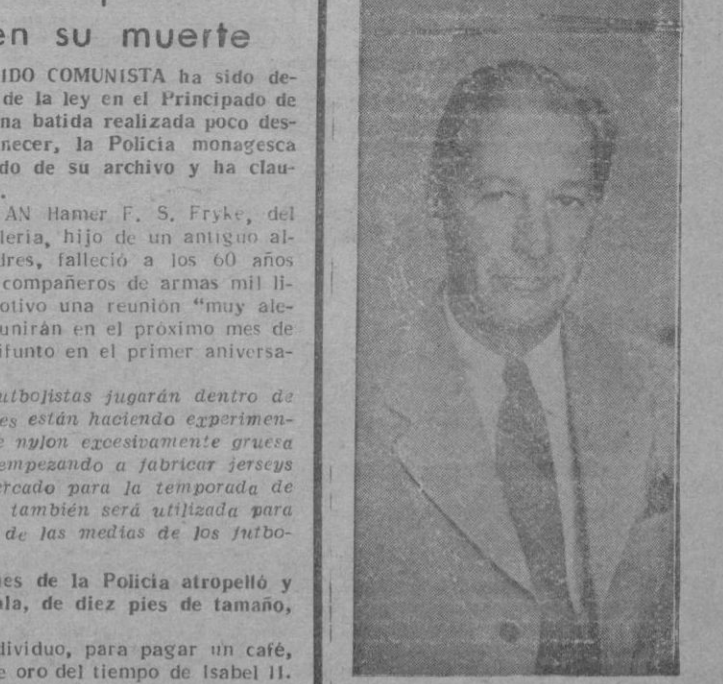 en su muerte
IDO COMUNISTA ha sido de-
de la ley en el Principado de
na batida realizada poco des-
necer, la Policia monagesca
do de su archivo y ha clau-
.
AN Hamer F. S. Fryke, del
leria, hijo de un antiguo al-
dres, falleció a los 60 años
compañeros de armas mil li-
otivo una reunión "muy ale-
unirán en el próximo mes de
ifunto en el primer aniversa-
utbolistas jugarán dentro de
es están haciendo experimen-
e nylon excesivamente gruesa
empezando a fabricar jerseys
rcado para la temporada de
también será utilizada para
de las medias de los futbo-
es de la Policia atropelló y
ala, de diez pies de tamaño,
dividuo, para pagar un café,
e oro del tiempo de Isabel II.